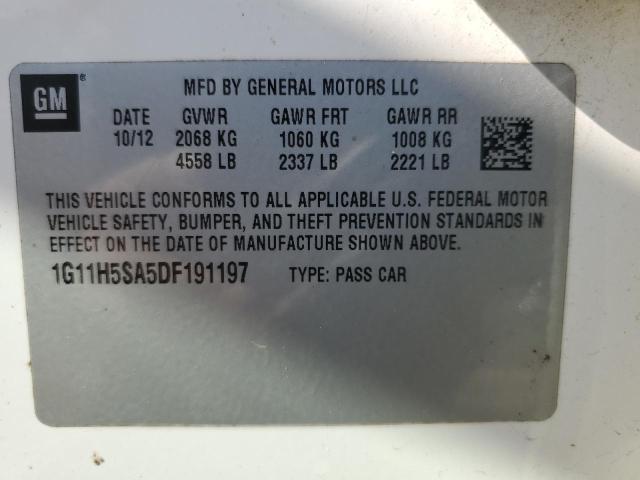 GM®
MFD BY GENERAL MOTORS LLC
DATE GVWR GAWR FRT GAWR RR
10/12 2068 KG 1060 KG 1008 KG
4558 LB 2337 LB 2221 LB
THIS VEHICLE CONFORMS TO ALL APPLICABLE U.S. FEDERAL MOTOR
VEHICLE SAFETY, BUMPER, AND THEFT PREVENTION STANDARDS IN
EFFECT ON THE DATE OF MANUFACTURE SHOWN ABOVE.
1G11H5SA5DF191197 TYPE: PASS CAR